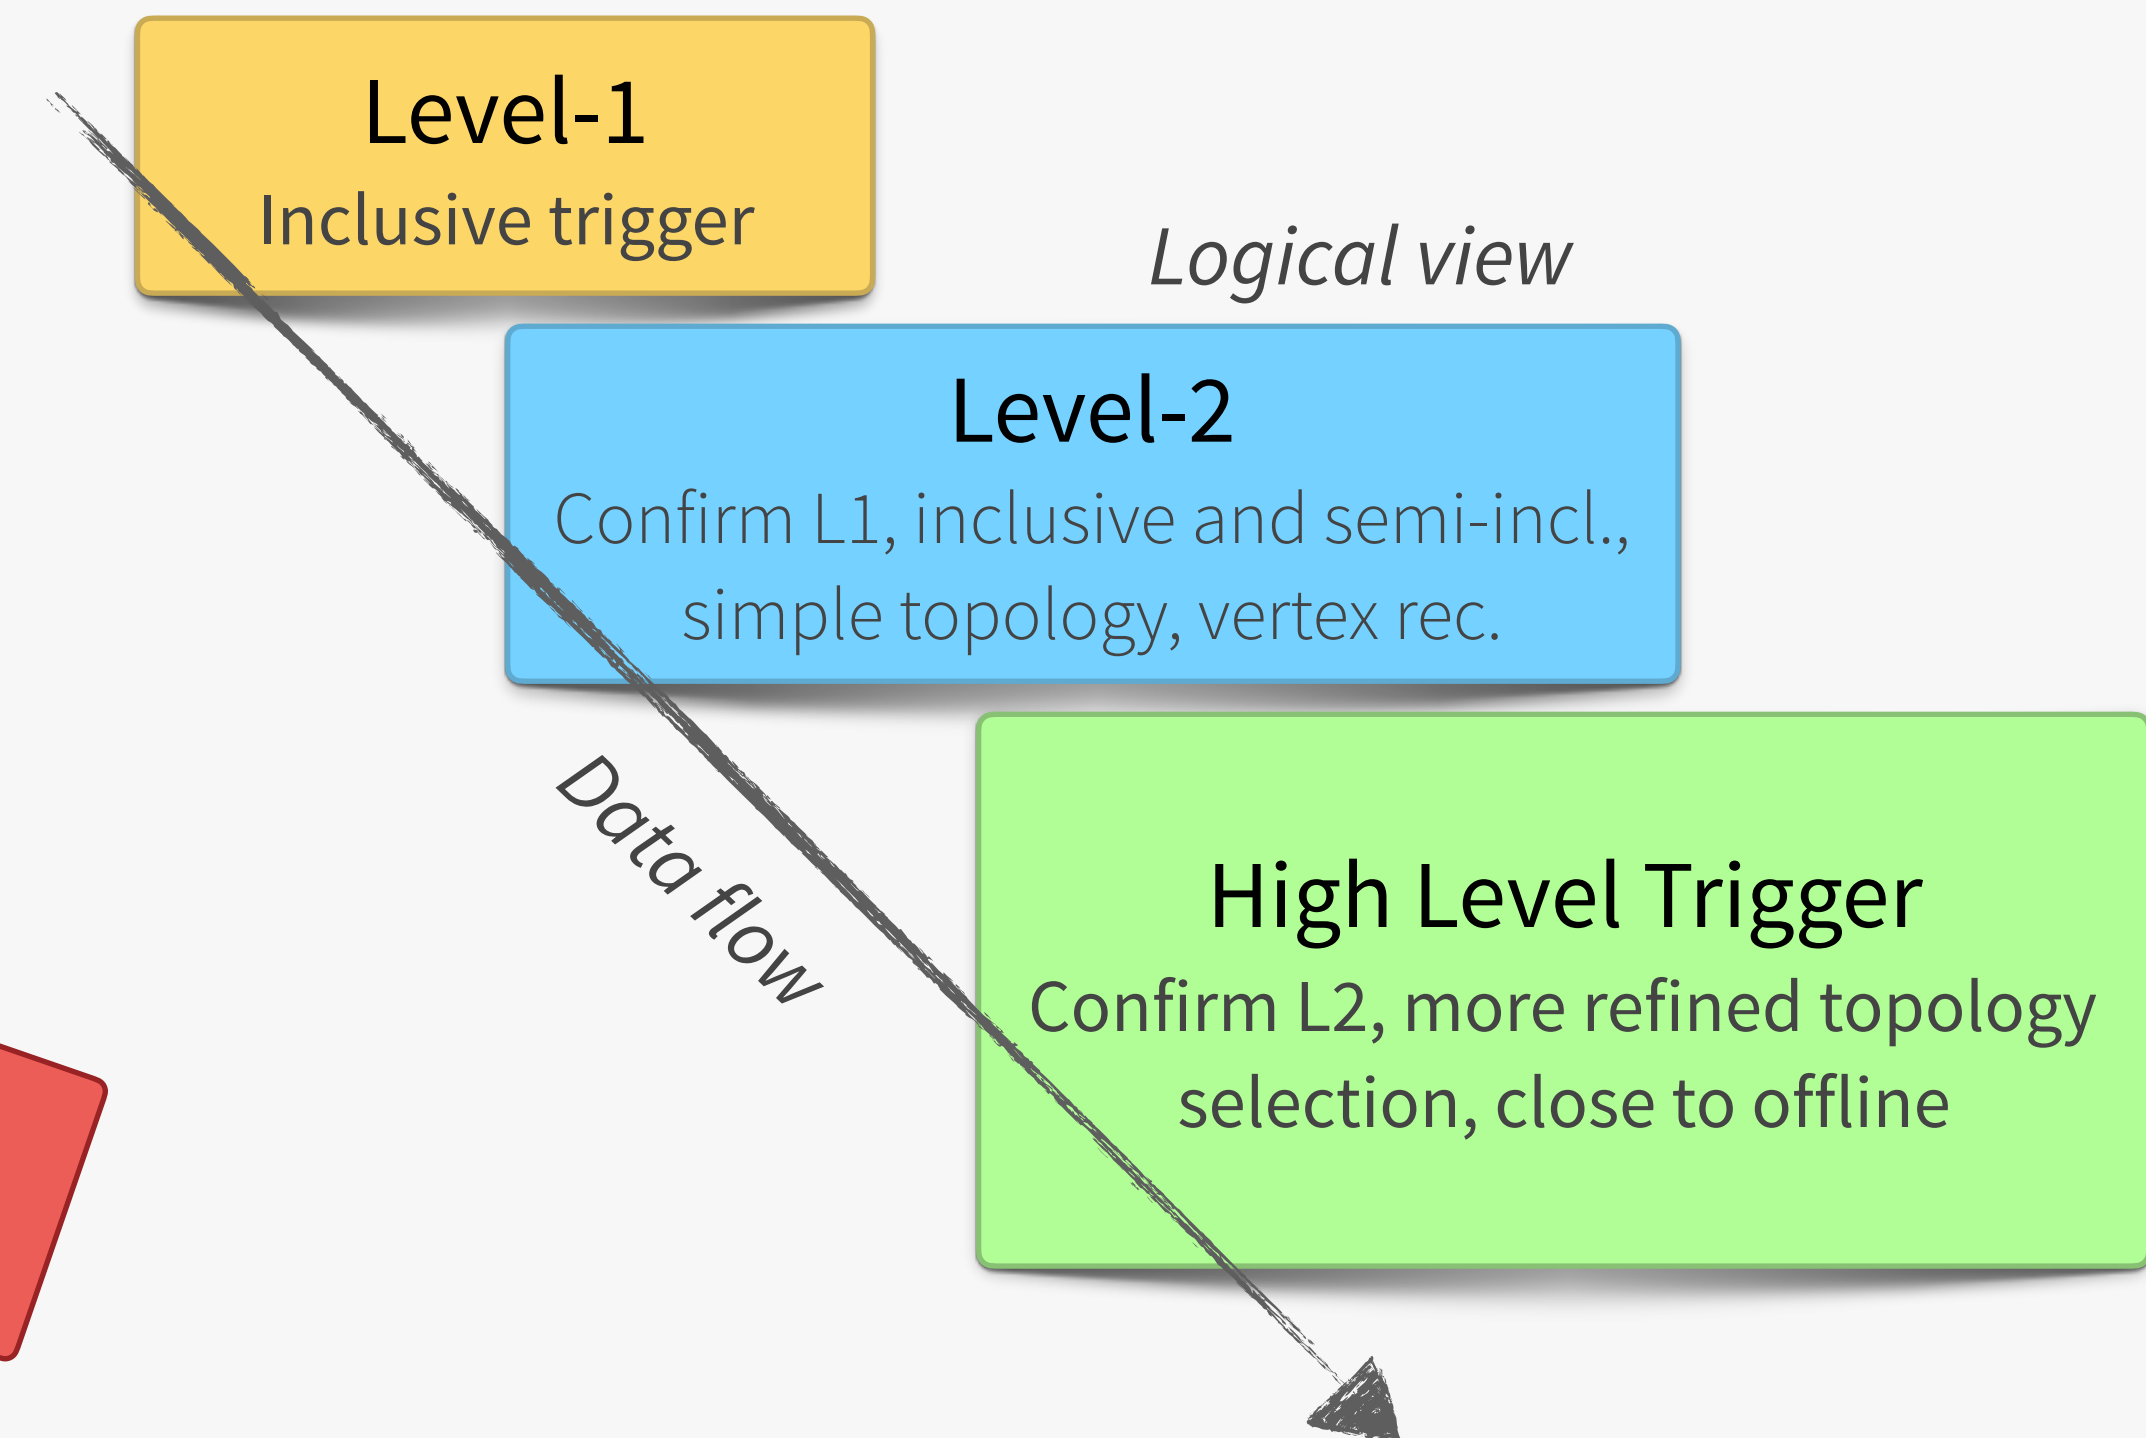 Level-1
Inclusive trigger
Logical view
Level-2
Confirm L1, inclusive and semi-incl.,
simple topology, vertex rec.
Data flow
High Level Trigger
Confirm L2, more refined topology
selection, close to offline